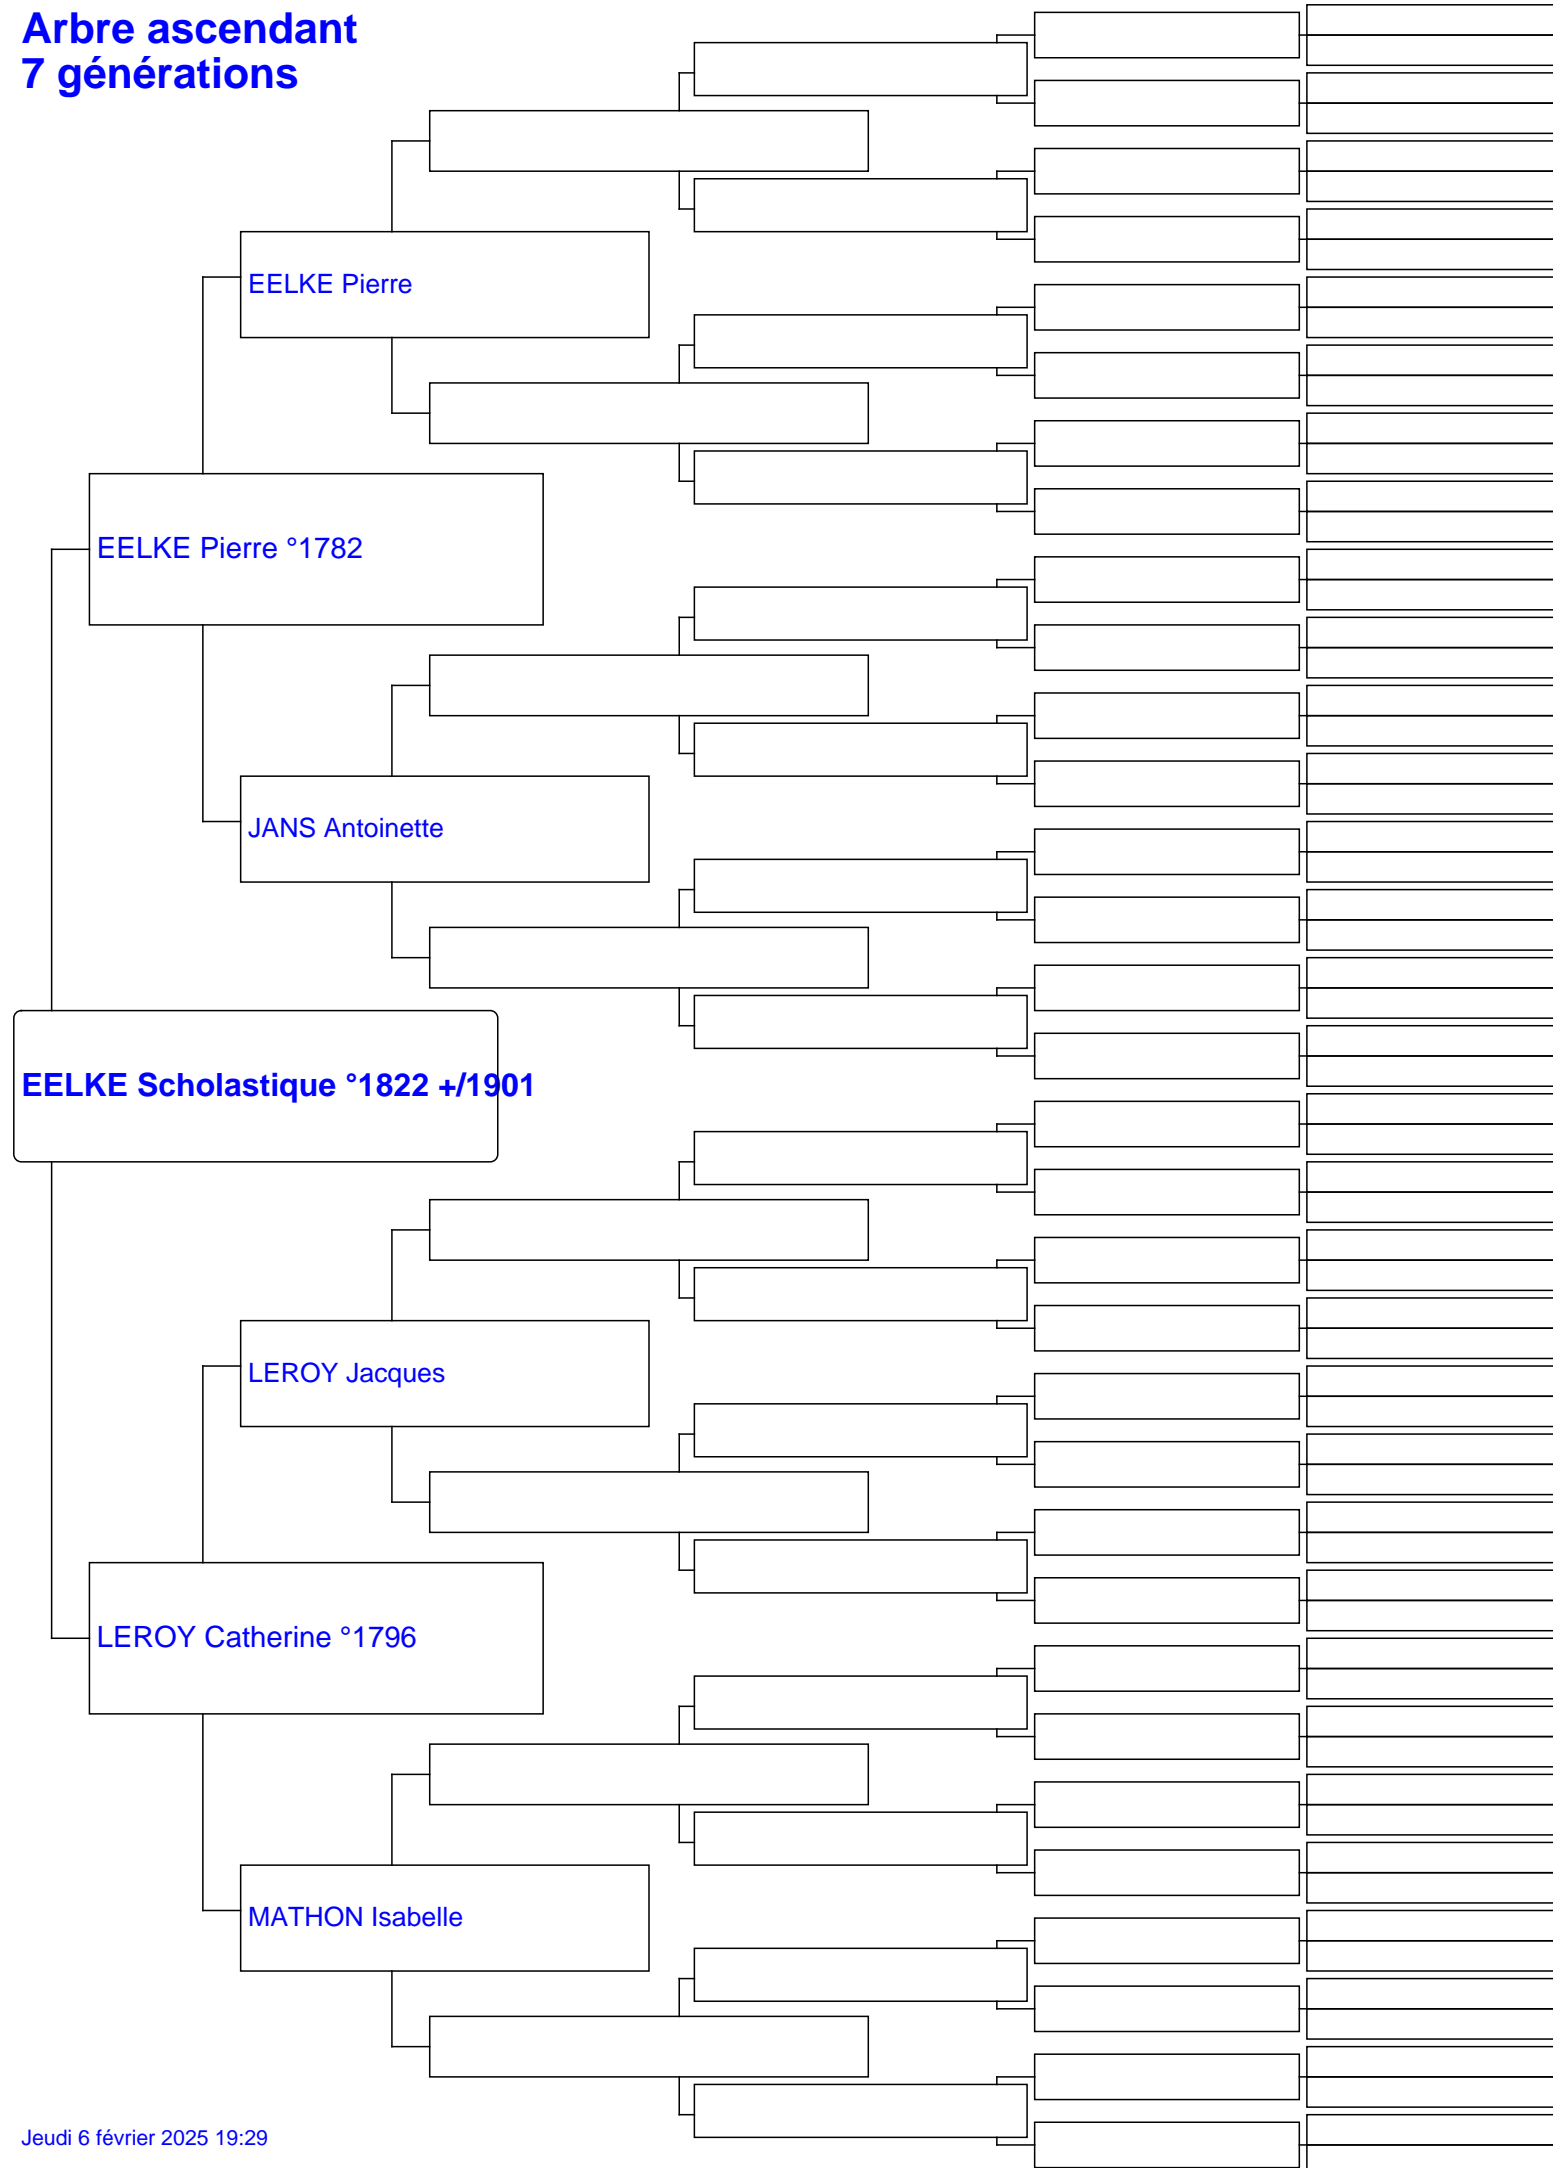 Arbre ascendant
7 générations
EELKE Pierre
EELKE Pierre °1782
JANS Antoinette
EELKE Scholastique °1822 +/1901
LEROY Jacques
LEROY Catherine °1796
MATHON Isabelle
Jeudi 6 février 2025 19:29